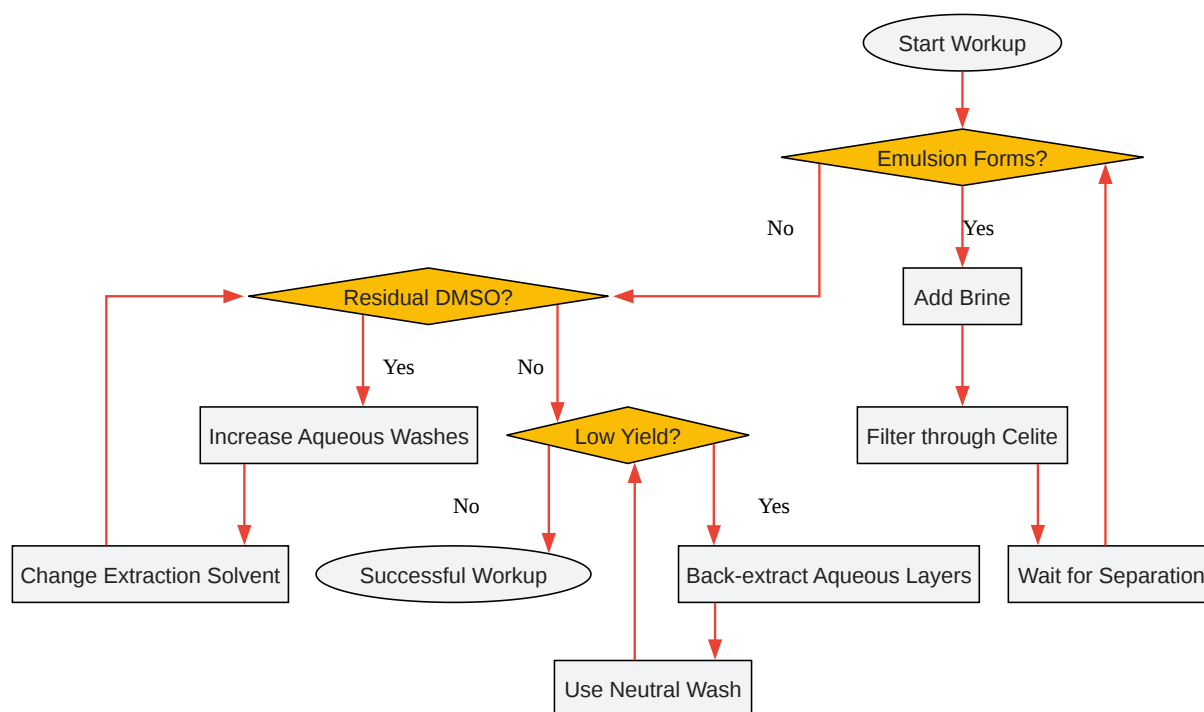 Start Workup
Emulsion Forms?
No
Yes
Residual DMSO?
Add Brine
Yes
No
Increase Aqueous Washes
Low Yield?
Filter through Celite
No
Yes
Change Extraction Solvent
Successful Workup
Back-extract Aqueous Layers
Wait for Separation
Use Neutral Wash